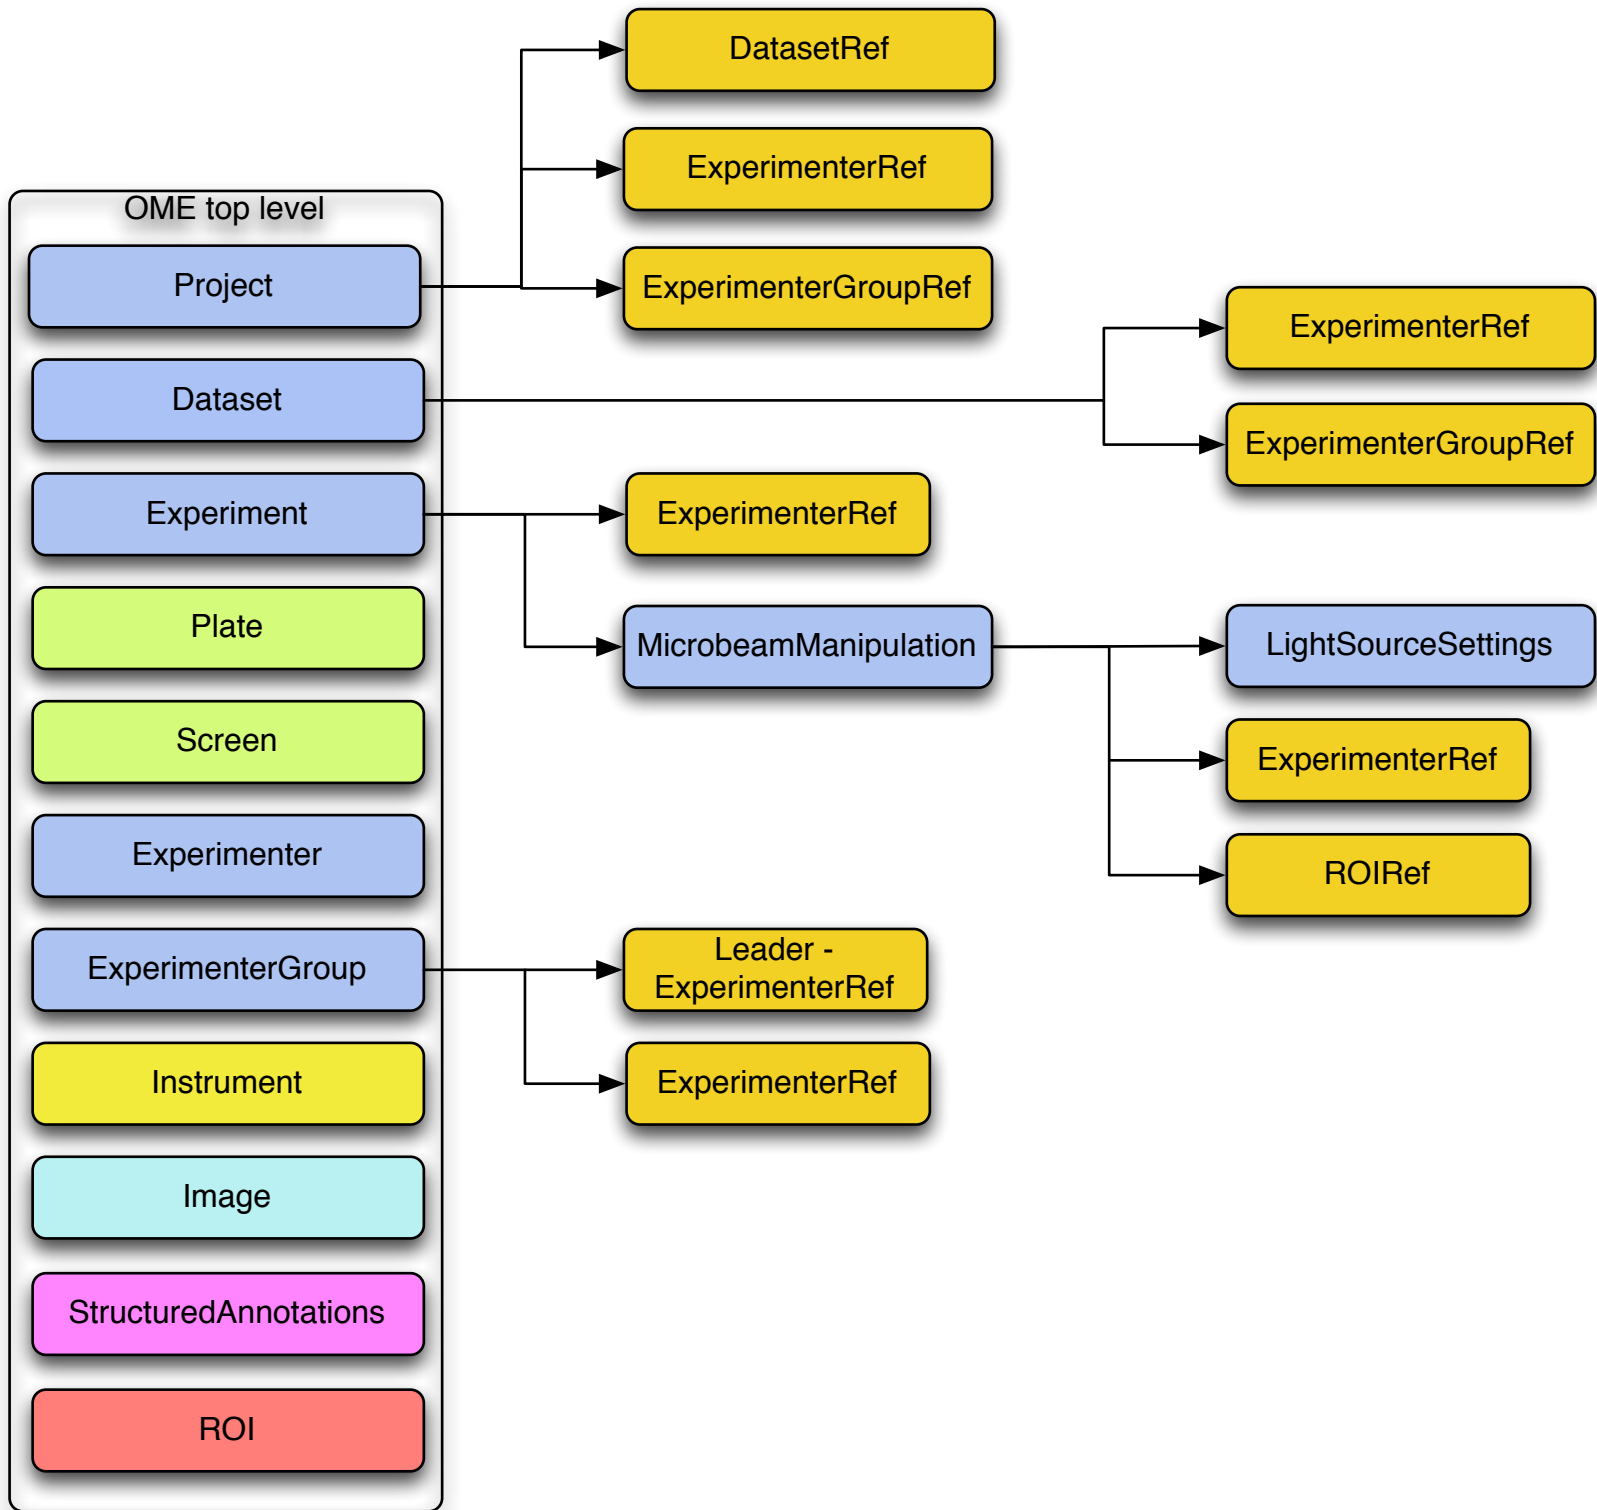 DatasetRef
ExperimenterRef
OME top level
Project
ExperimenterGroupRef
ExperimenterRef
Dataset
ExperimenterGroupRef
Experiment
ExperimenterRef
Plate
MicrobeamManipulation
LightSourceSettings
Screen
ExperimenterRef
Experimenter
ROIRef
ExperimenterGroup
Leader -
ExperimenterRef
Instrument
ExperimenterRef
Image
StructuredAnnotations
ROI